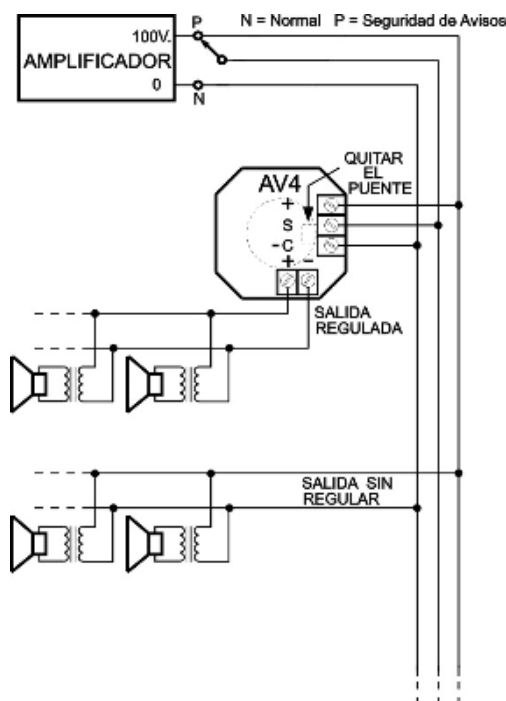 P N = Normal P = Seguridad de Avisos
100V.
AMPLIFICADOR
0
N
QUITAR
EL
PUENTE
AV4
+
S
-C
+ -
SALIDA
REGULADA
SALIDA SIN
REGULAR